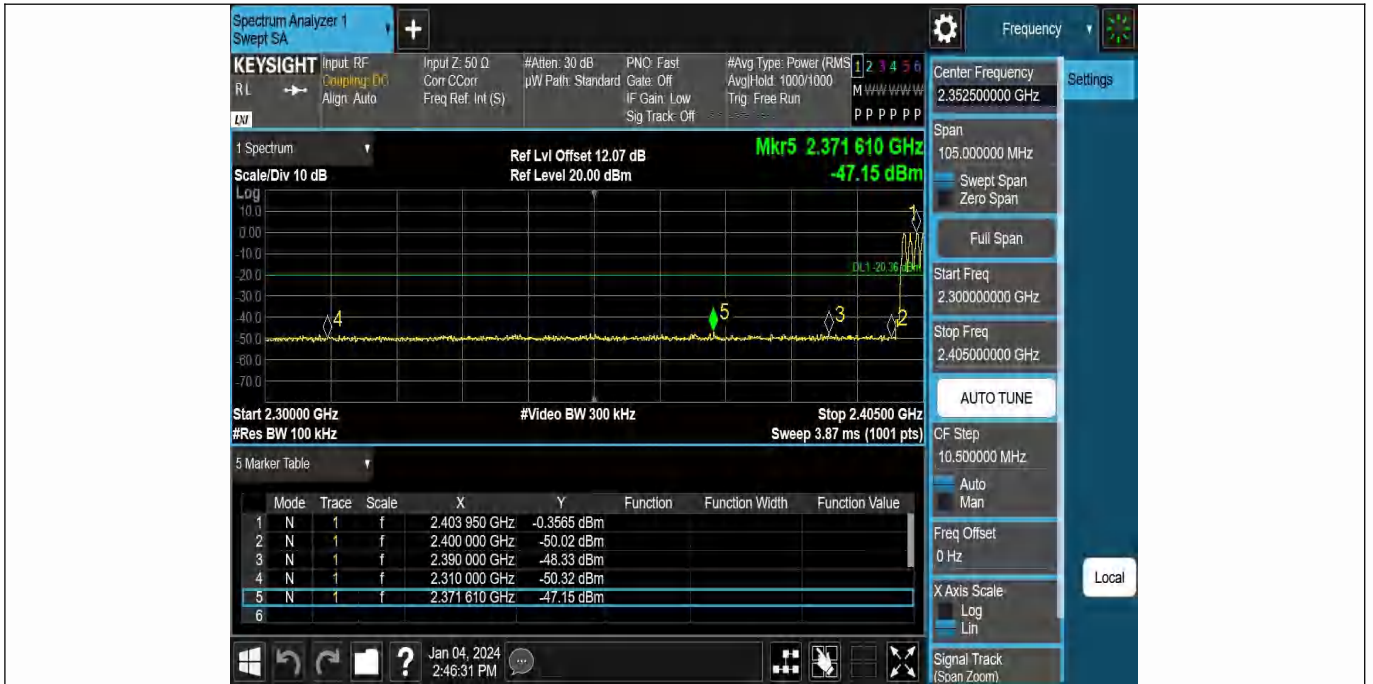 Spectrum Analyzer 1
Swept SA
+
Frequency
KEYSIGHT
RL
LXI
Input: RF
Coupling: DC
Align: Auto
Input Z: 50 Ω
Corr CCorr
Freq Ref: Int (S)
#Atten: 30 dB
µW Path: Standard
PNO: Fast
Gate: Off
IF Gain: Low
Sig Track: Off
#Avg Type: Power (RMS
Avg|Hold: 1000/1000
Trig: Free Run
1 2 3 4 5 6
M W W W W W
P P P P P P
1 Spectrum
Scale/Div 10 dB
Ref Lvl Offset 12.07 dB
Ref Level 20.00 dBm
Mkr5 2.371 610 GHz
-47.15 dBm
Log
10.0
0.00
-10.0
-20.0
-30.0
-40.0
-50.0
-60.0
-70.0
1
DL1 -20.36 dBm
4
5
3
2
Start 2.30000 GHz
#Video BW 300 kHz
Stop 2.40500 GHz
#Res BW 100 kHz
Sweep 3.87 ms (1001 pts)
5 Marker Table
Mode Trace Scale X Y Function Function Width Function Value
1 N 1 f 2.403 950 GHz -0.3565 dBm
2 N 1 f 2.400 000 GHz -50.02 dBm
3 N 1 f 2.390 000 GHz -48.33 dBm
4 N 1 f 2.310 000 GHz -50.32 dBm
5 N 1 f 2.371 610 GHz -47.15 dBm
6
?
Jan 04, 2024
2:46:31 PM
Center Frequency
2.352500000 GHz
Settings
Span
105.000000 MHz
Swept Span
Zero Span
Full Span
Start Freq
2.300000000 GHz
Stop Freq
2.405000000 GHz
AUTO TUNE
CF Step
10.500000 MHz
Auto
Man
Freq Offset
0 Hz
Local
X Axis Scale
Log
Lin
Signal Track
(Span Zoom)